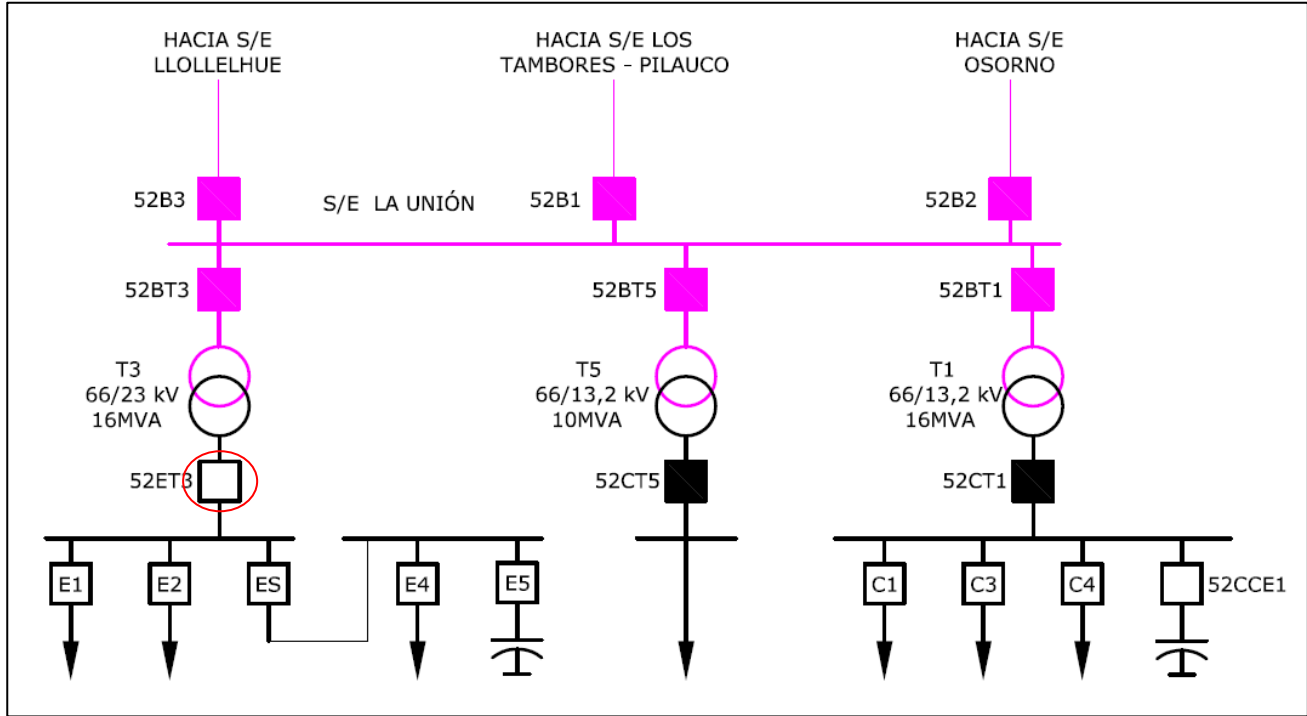 HACIA S/E
LLOLLELHUE
HACIA S/E LOS
TAMBORES - PILAUCO
HACIA S/E
OSORNO
52B3
S/E LA UNIÓN
52B1
52B2
52BT3
52BT5
52BT1
T3
66/23 kV
16MVA
T5
66/13,2 kV
10MVA
T1
66/13,2 kV
16MVA
52ET3
52CT5
52CT1
E1
E2
ES
E4
E5
C1
C3
C4
52CCE1